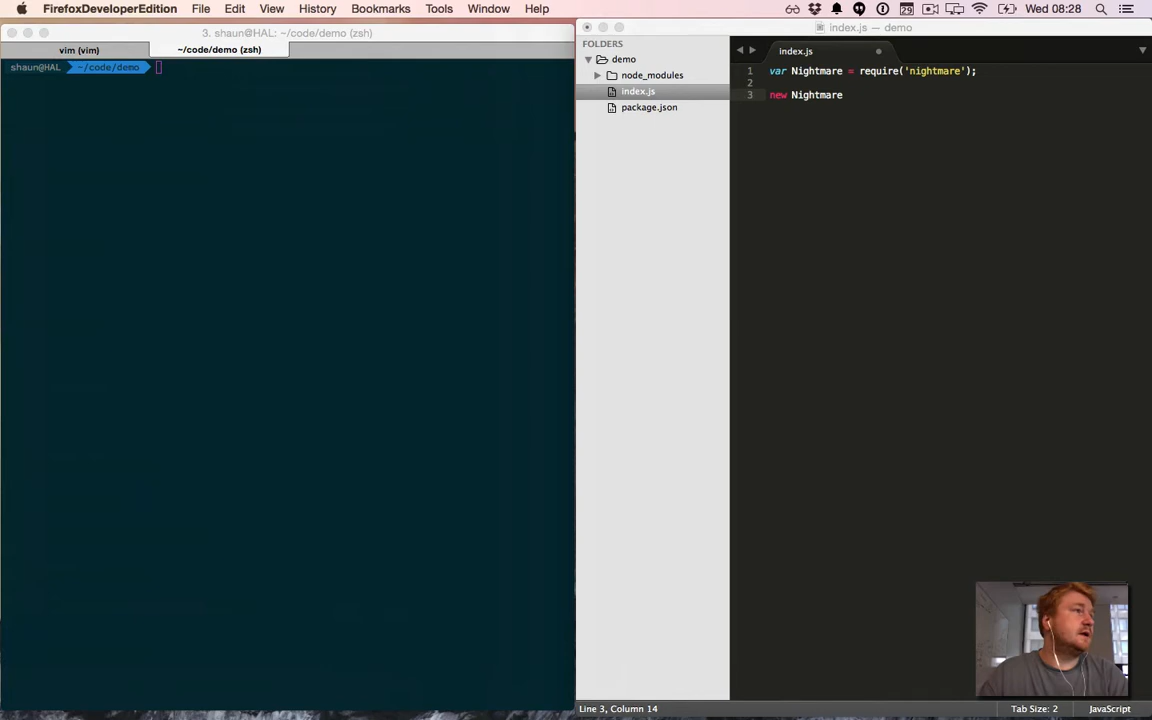 FirefoxDeveloperEdition File Edit View History Bookmarks Tools Window Help Wed 08:28
3. shaun@HAL: ~/code/demo (zsh)
vim (vim) ~/code/demo (zsh)
shaun@HAL ~/code/demo
index.js — demo
FOLDERS
demo
node_modules
index.js
package.json
index.js
1 var Nightmare = require('nightmare');
2
3 new Nightmare
Line 3, Column 14 Tab Size: 2 JavaScript